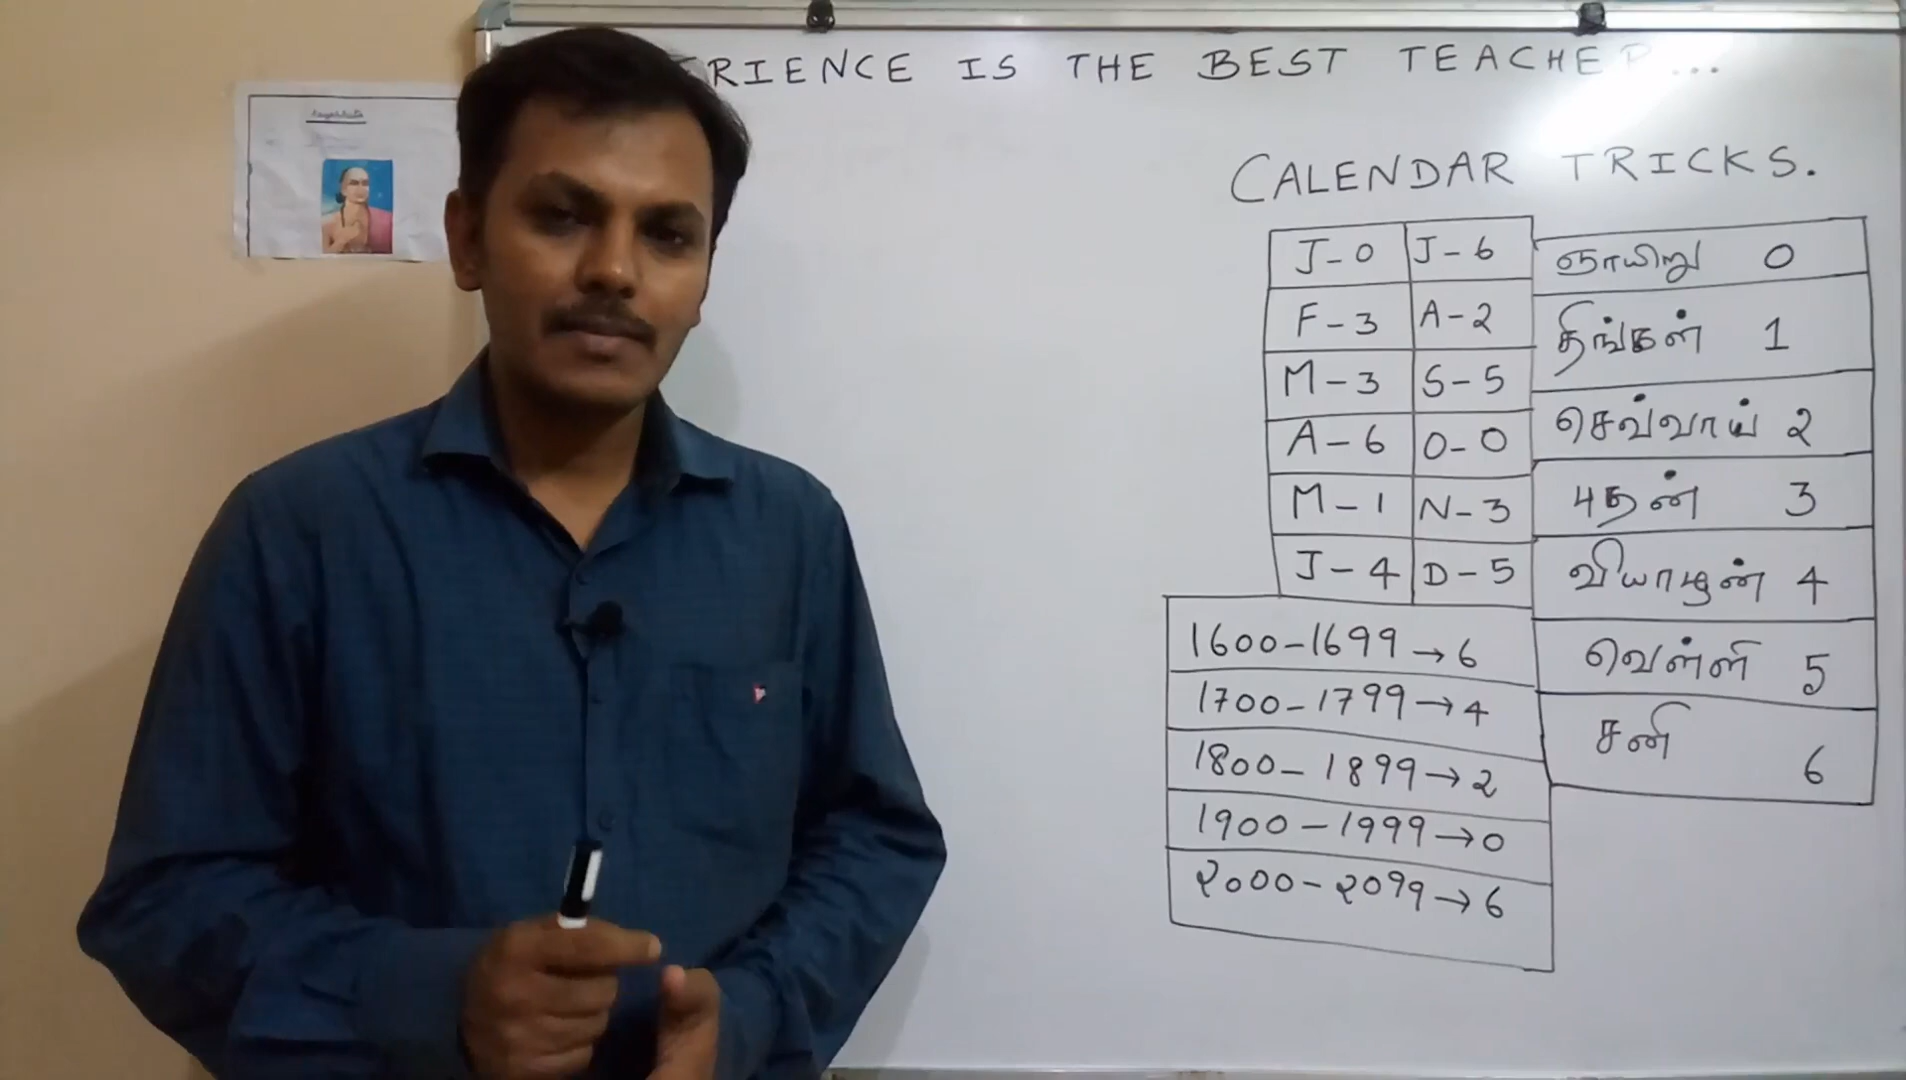 RIENCE IS THE BEST TEACHER...
CALENDAR TRICKS.
J-0 J-6
F-3 A-2
M-3 S-5
A-6 O-0
M-1 N-3
J-4 D-5
ஞாயிறு 0
திங்கள் 1
செவ்வாய் 2
புதன் 3
வியாழன் 4
வெள்ளி 5
சனி 6
1600-1699→6
1700-1799→4
1800-1899→2
1900-1999→0
2000-2099→6